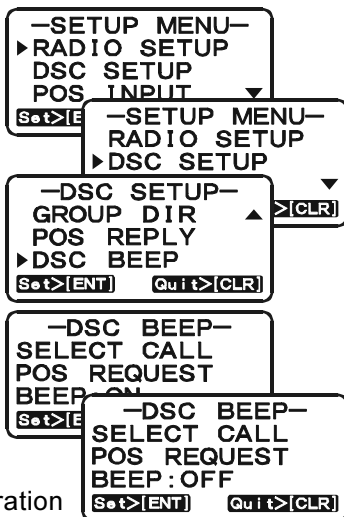 —SETUP MENU—
▶RADIO SETUP
DSC SETUP
POS INPUT ▼
Set>[E
—SETUP MENU—
RADIO SETUP
▶DSC SETUP
▼
>[CLR]
—DSC SETUP—
GROUP DIR ▲
POS REPLY
▶DSC BEEP
Set>[ENT] Quit>[CLR]
—DSC BEEP—
SELECT CALL
POS REQUEST
BEEP:ON
Set>[E
—DSC BEEP—
SELECT CALL
POS REQUEST
BEEP:OFF
Set>[ENT] Quit>[CLR]
ration